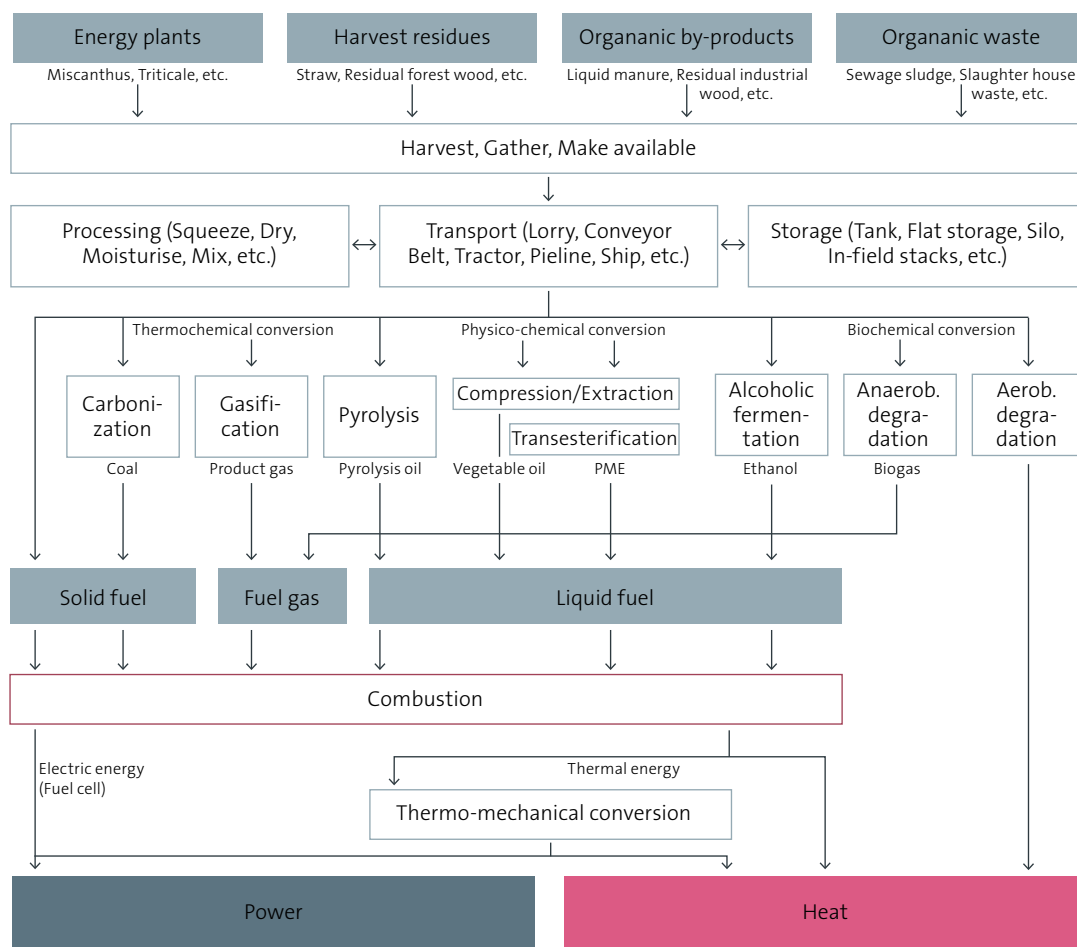 Energy plants
Harvest residues
Organanic by-products
Organanic waste
Miscanthus, Triticale, etc.
Straw, Residual forest wood, etc.
Liquid manure, Residual industrial
wood, etc.
Sewage sludge, Slaughter house
waste, etc.
Harvest, Gather, Make available
Processing (Squeeze, Dry,
Moisturise, Mix, etc.)
Transport (Lorry, Conveyor
Belt, Tractor, Pieline, Ship, etc.)
Storage (Tank, Flat storage, Silo,
In-field stacks, etc.)
Thermochemical conversion
Physico-chemical conversion
Biochemical conversion
Carboni-
zation
Gasifi-
cation
Pyrolysis
Compression/Extraction
Transesterification
Alcoholic
fermen-
tation
Anaerob.
degra-
dation
Aerob.
degra-
dation
Coal
Product gas
Pyrolysis oil
Vegetable oil
PME
Ethanol
Biogas
Solid fuel
Fuel gas
Liquid fuel
Combustion
Electric energy
(Fuel cell)
Thermal energy
Thermo-mechanical conversion
Power
Heat